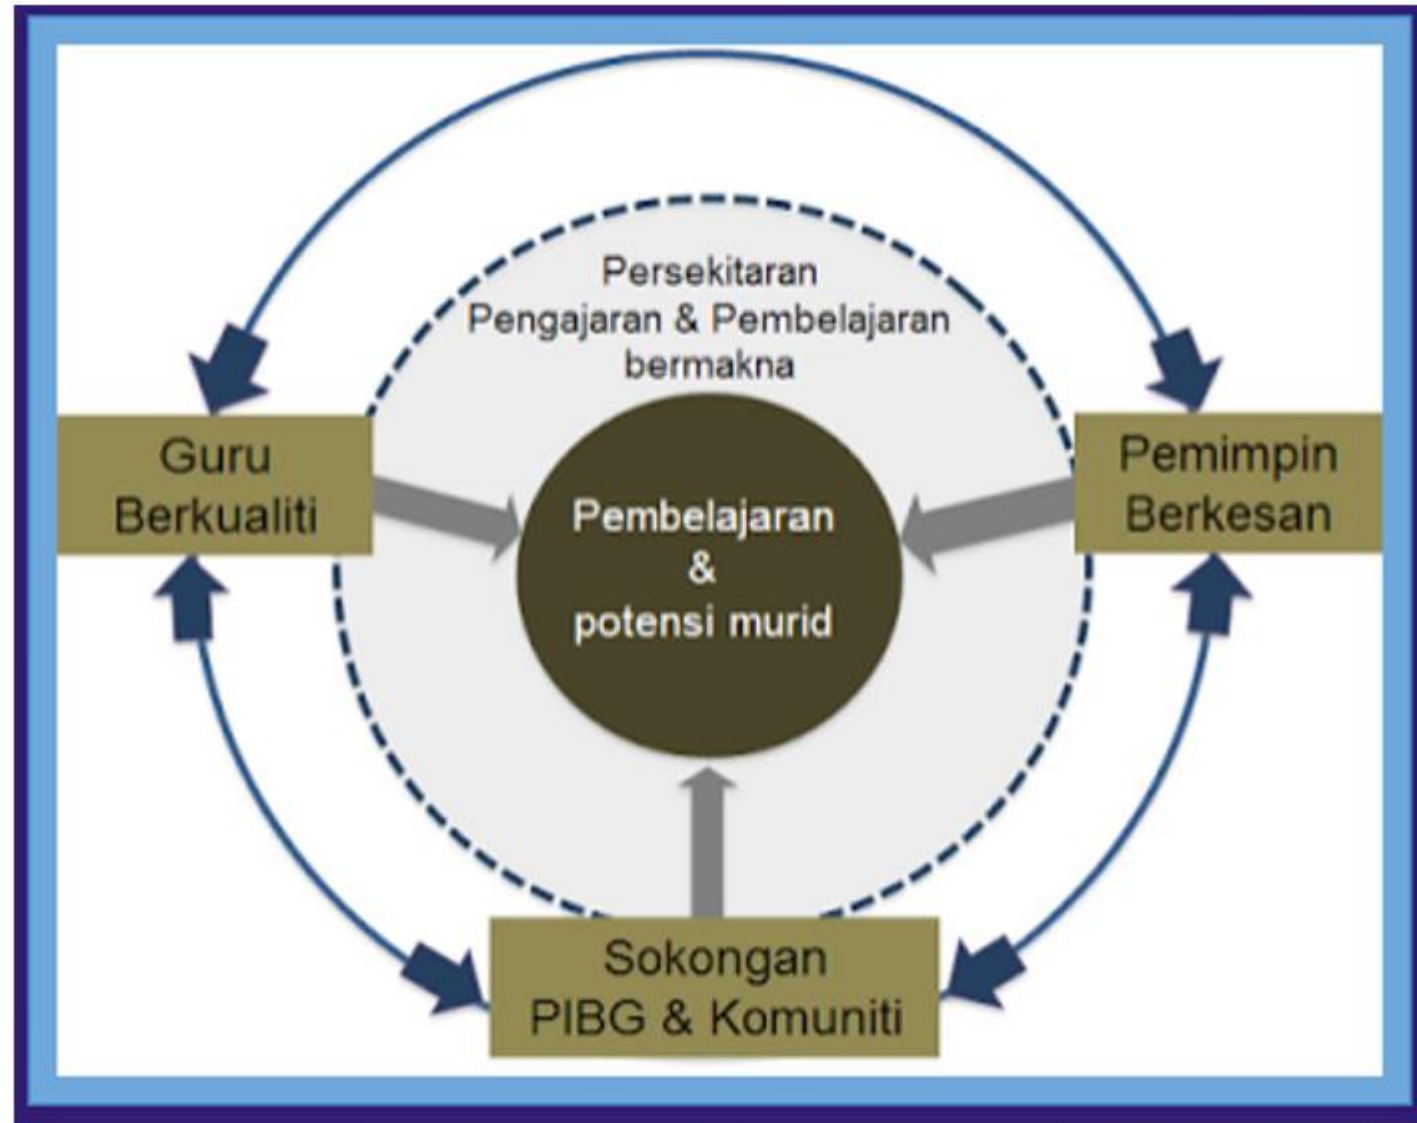 Persekitaran
Pengajaran & Pembelajaran
bermakna
Guru
Berkualiti
Pembelajaran
&
potensi murid
Pemimpin
Berkesan
Sokongan
PIBG & Komuniti